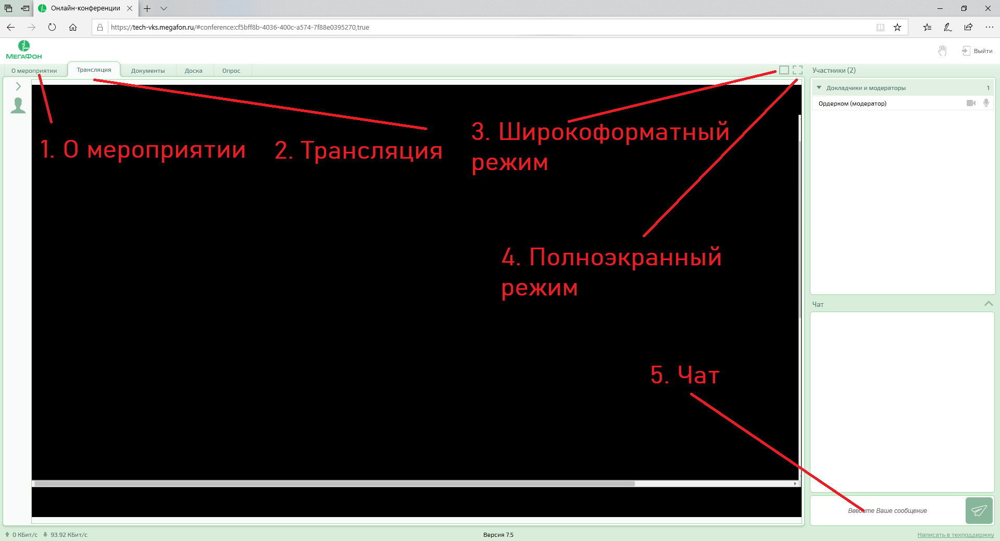 Онлайн-конференции
https://tech-vks.megafon.ru/#conference:cf5bff8b-4036-400c-a574-7f88e0395270,true
МегаФон
Выйти
О мероприятии
Трансляция
Документы
Доска
Опрос
Участники (2)
Докладчики и модераторы 1
Ордерком (модератор)
1. О мероприятии
2. Трансляция
3. Широкоформатный
режим
4. Полноэкранный
режим
5. Чат
Чат
Введите Ваше сообщение
0 КБит/с 93.92 КБит/с
Версия 7.5
Написать в техподдержку